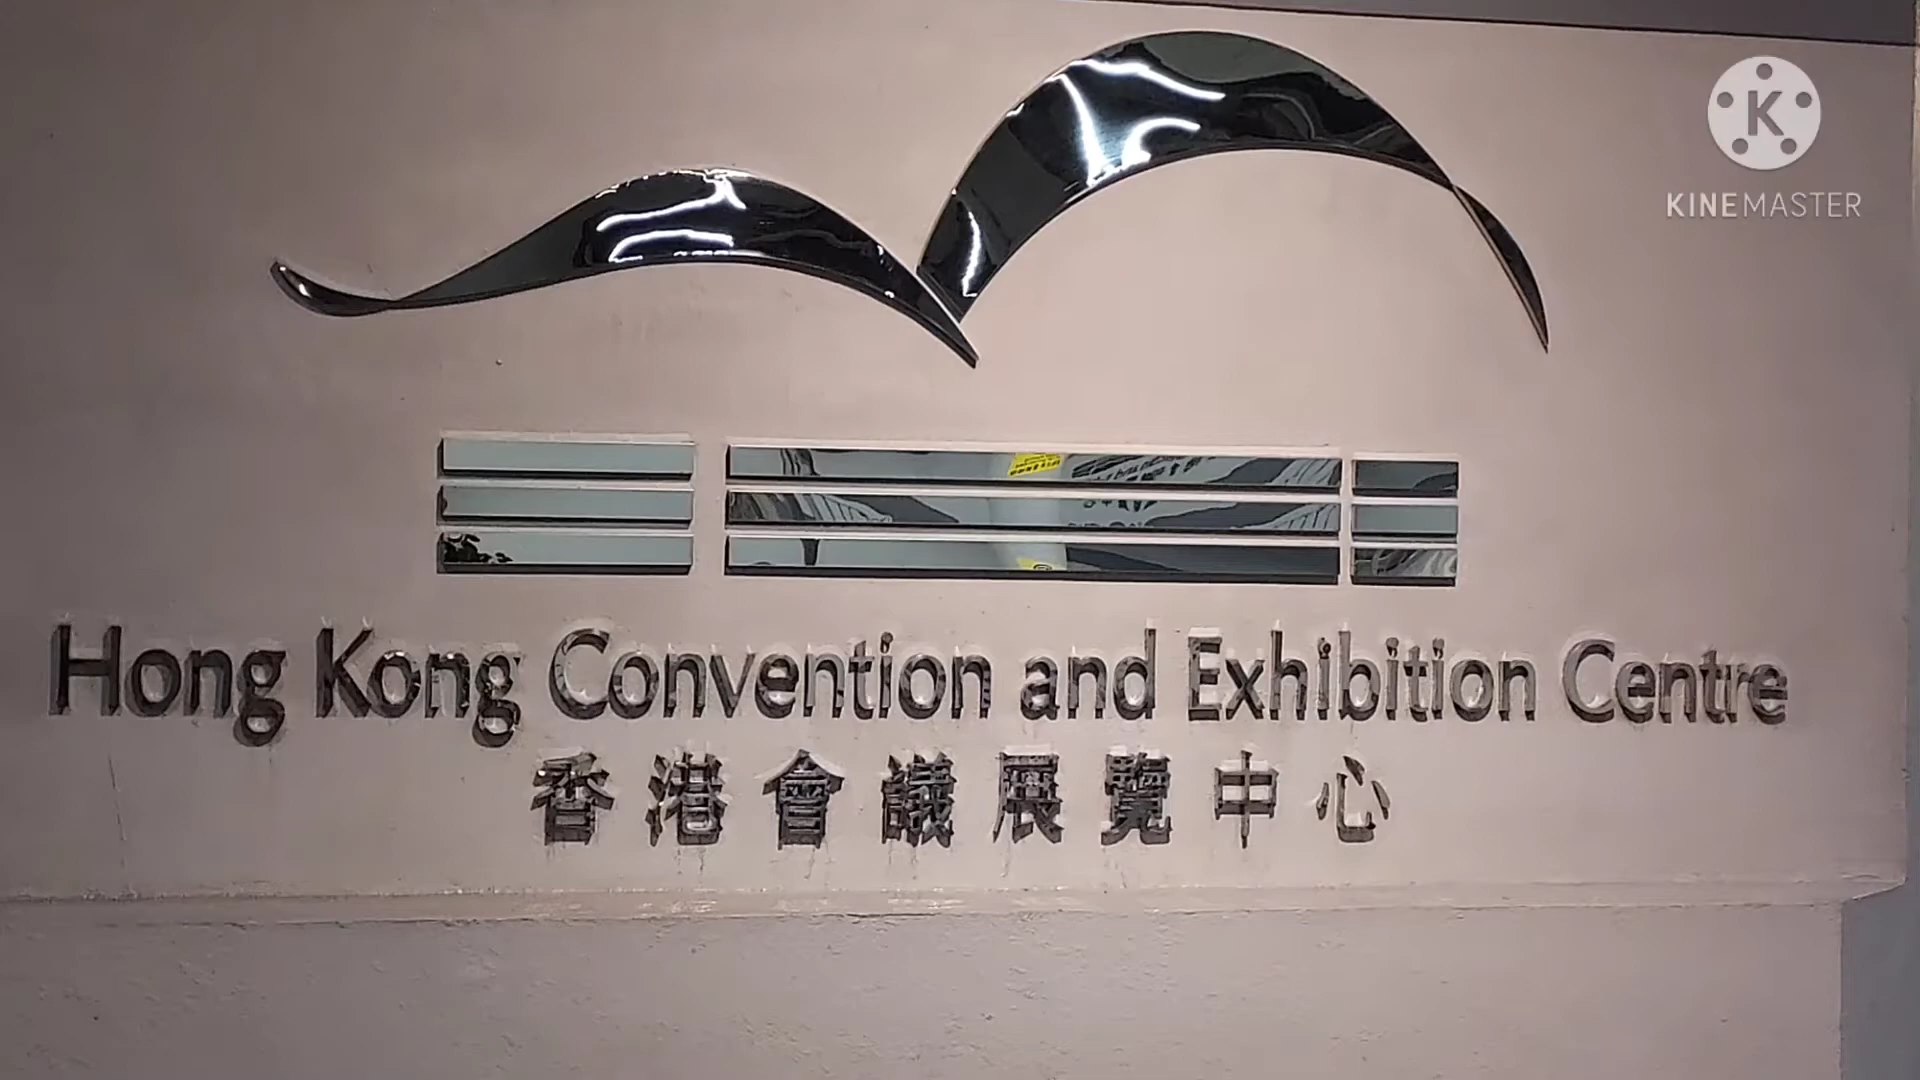 K
KINEMASTER
Hong Kong Convention and Exhibition Centre
香港會議展覽中心